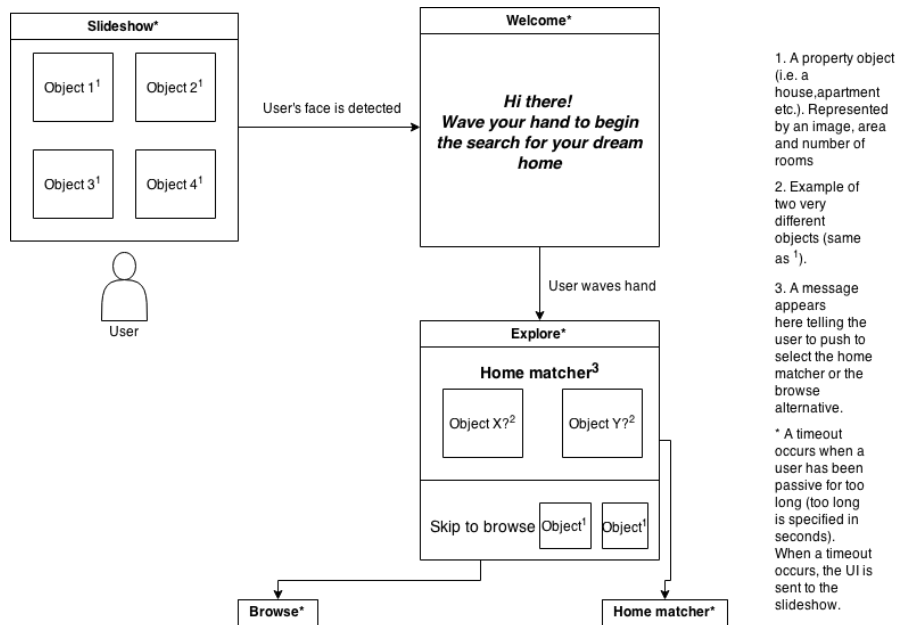 Slideshow*
Object 1¹
Object 2¹
Object 3¹
Object 4¹
User
User's face is detected
Welcome*
Hi there!
Wave your hand to begin
the search for your dream
home
User waves hand
Explore*
Home matcher³
Object X?²
Object Y?²
Skip to browse
Object¹
Object¹
Browse*
Home matcher*
1. A property object
(i.e. a
house,apartment
etc.). Represented
by an image, area
and number of
rooms
2. Example of
two very
different
objects (same
as ¹).
3. A message
appears
here telling the
user to push to
select the home
matcher or the
browse
alternative.
* A timeout
occurs when a
user has been
passive for too
long (too long
is specified in
seconds).
When a timeout
occurs, the UI is
sent to the
slideshow.